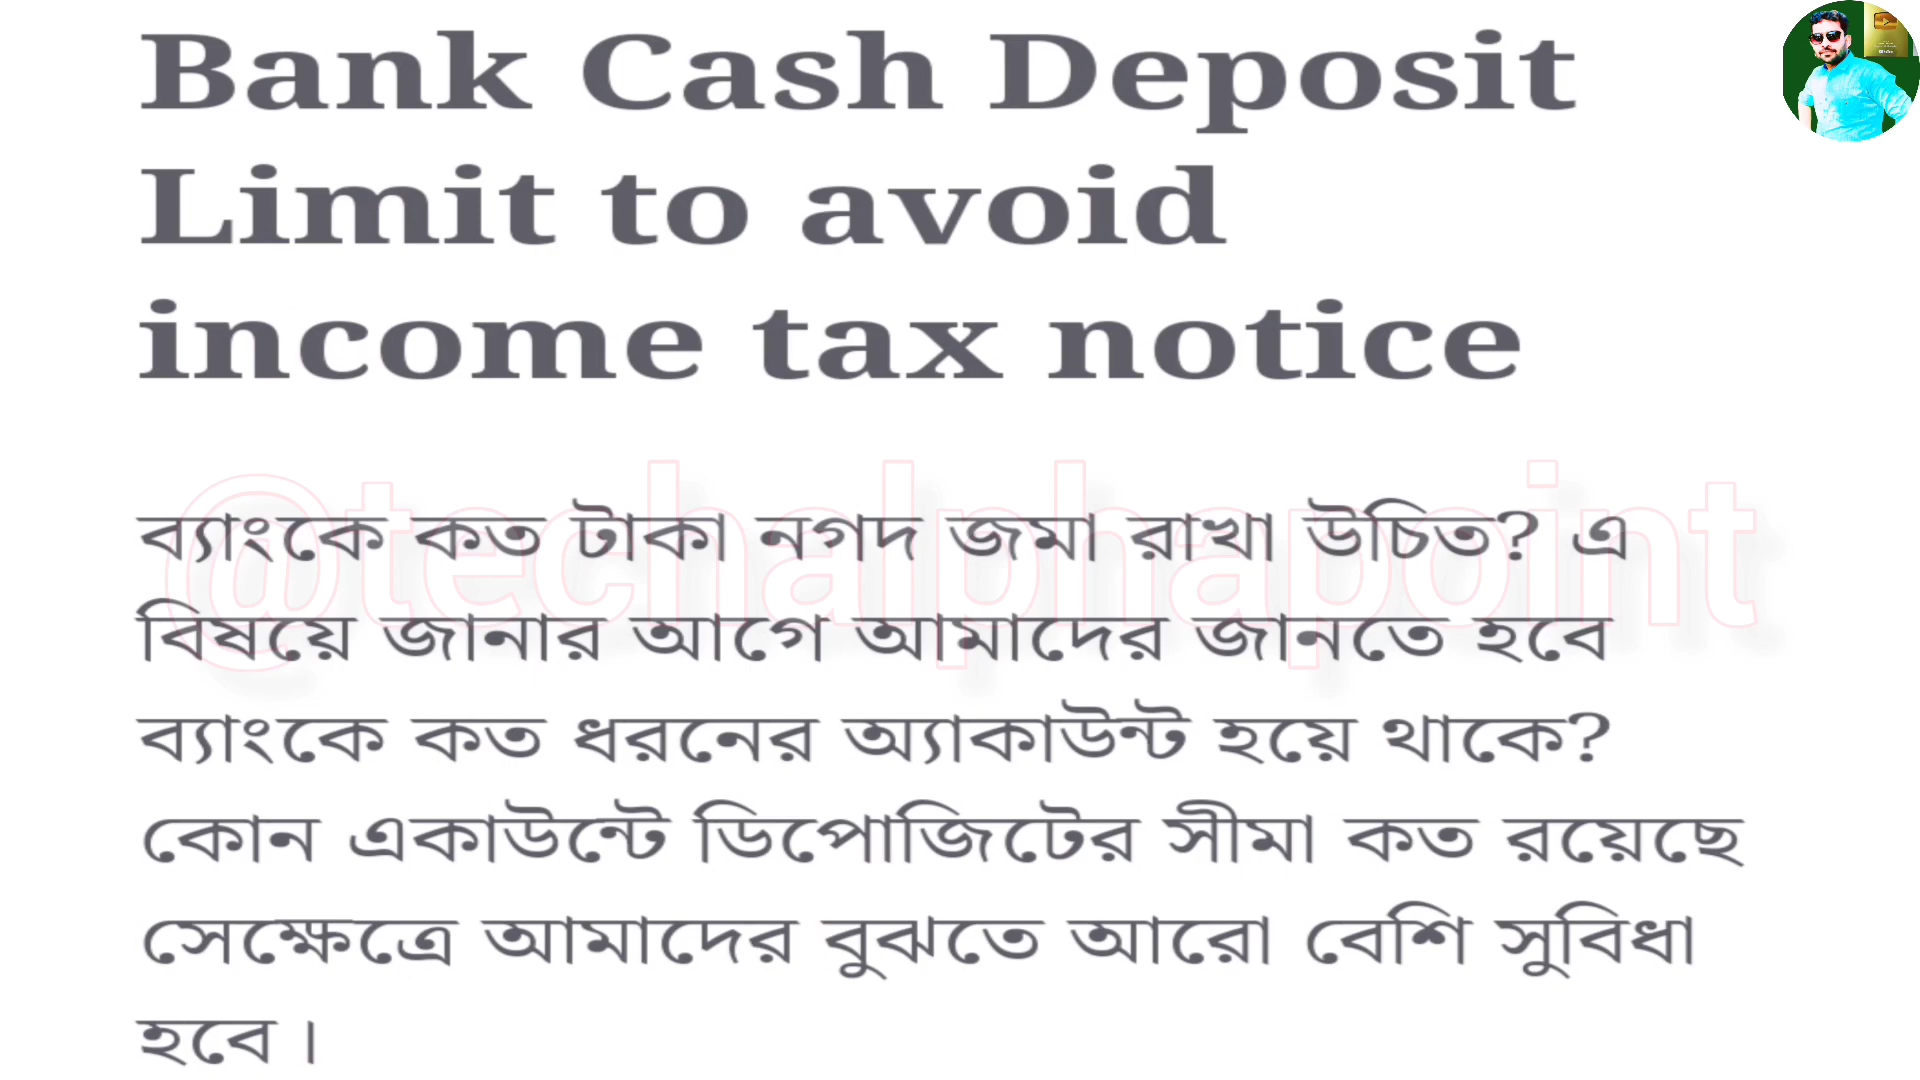 Bank Cash Deposit
Limit to avoid
income tax notice
@techalphapoint
ব্যাংকে কত টাকা নগদ জমা রাখা উচিত? এ
বিষয়ে জানার আগে আমাদের জানতে হবে
ব্যাংকে কত ধরনের অ্যাকাউন্ট হয়ে থাকে?
কোন একাউন্টে ডিপোজিটের সীমা কত রয়েছে
সেক্ষেত্রে আমাদের বুঝতে আরো বেশি সুবিধা
হবে।